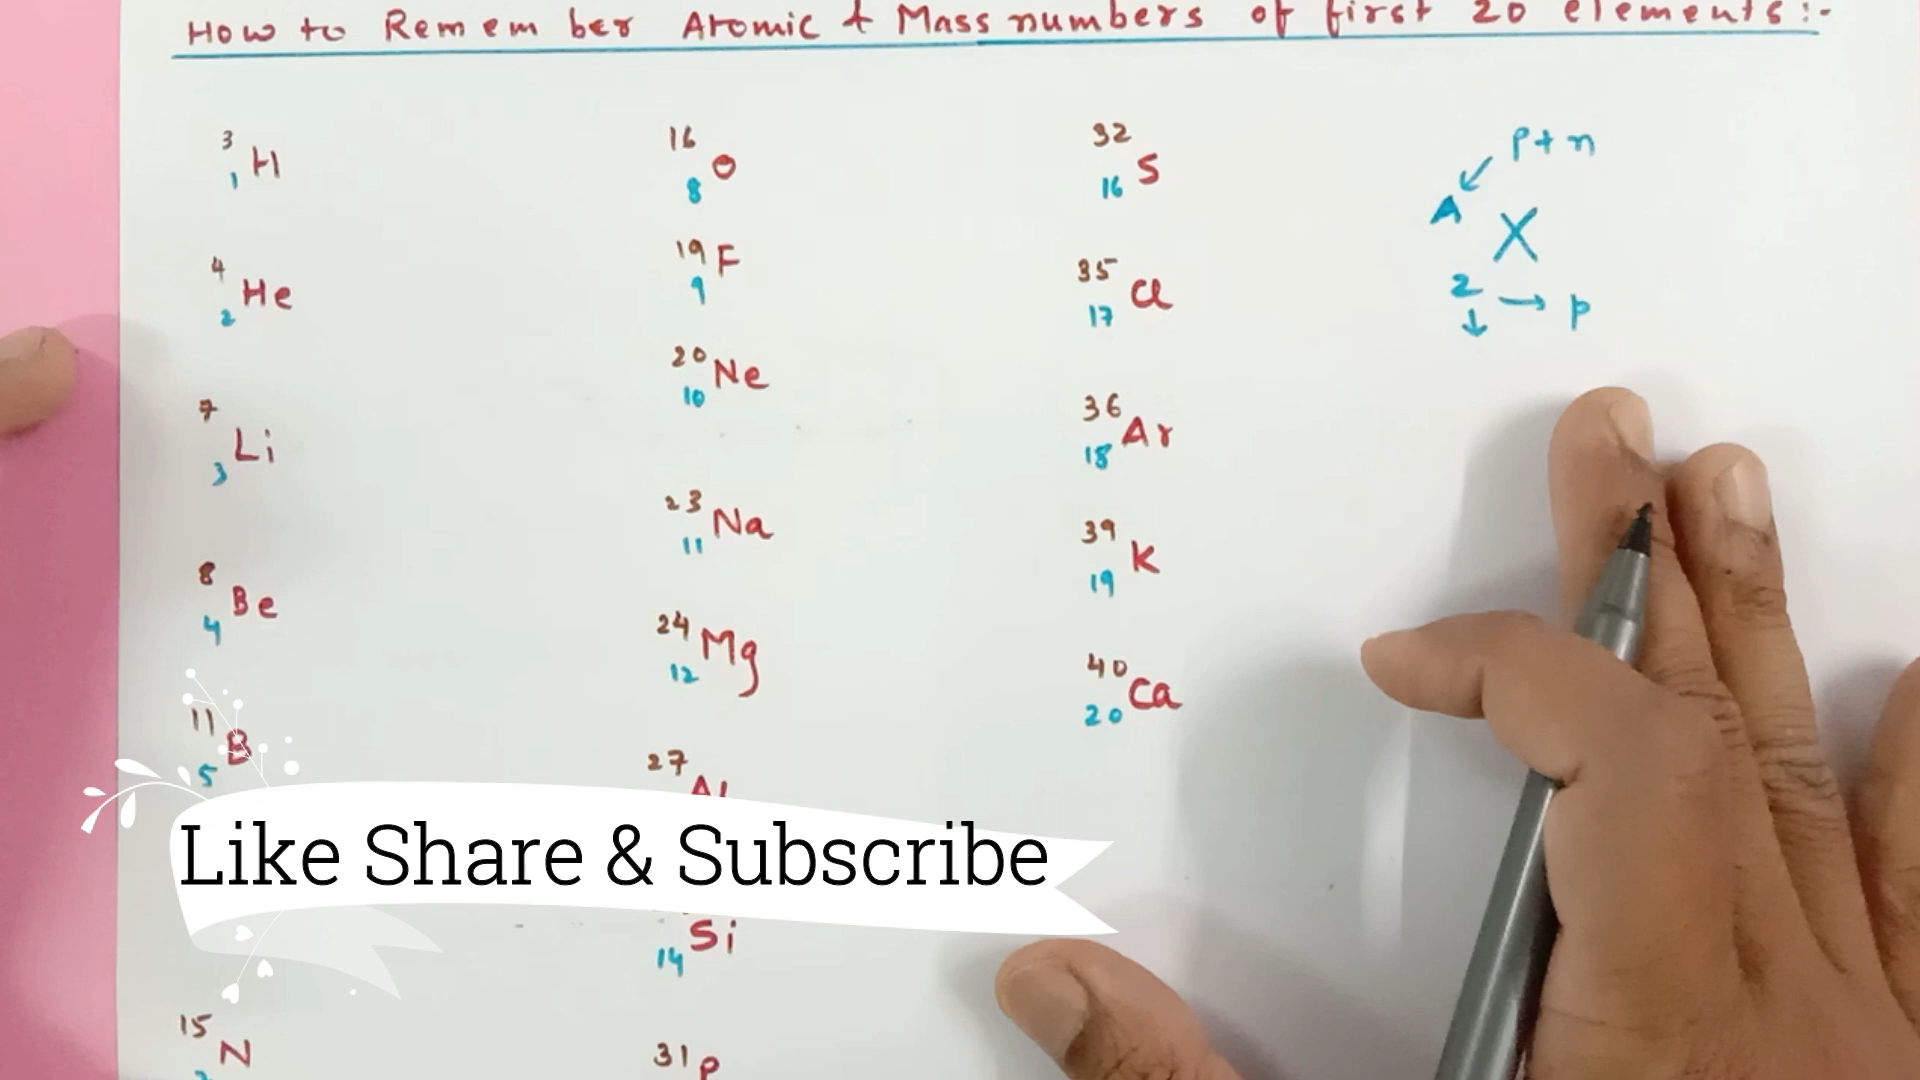 How to Remember Atomic & Mass numbers of first 20 elements:-
3
1 H
4
2 He
7
3 Li
8
4 Be
11
5 B
15
N
16
8 O
19
9 F
20
10 Ne
23
11 Na
24
12 Mg
27
Al
14 Si
31
P
32
16 S
35
17 Cl
36
18 Ar
39
19 K
40
20 Ca
p+n
A
X
Z → p
Like Share & Subscribe